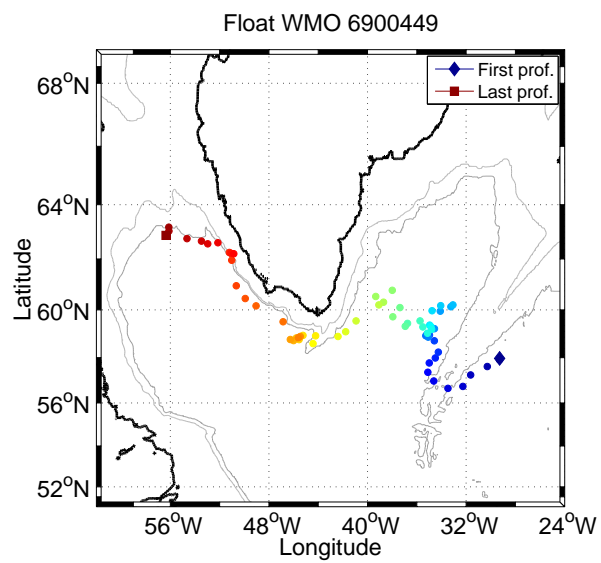 Float WMO 6900449
First prof.
Last prof.
68°N
64°N
60°N
56°N
52°N
Latitude
56°W
48°W
40°W
32°W
24°W
Longitude